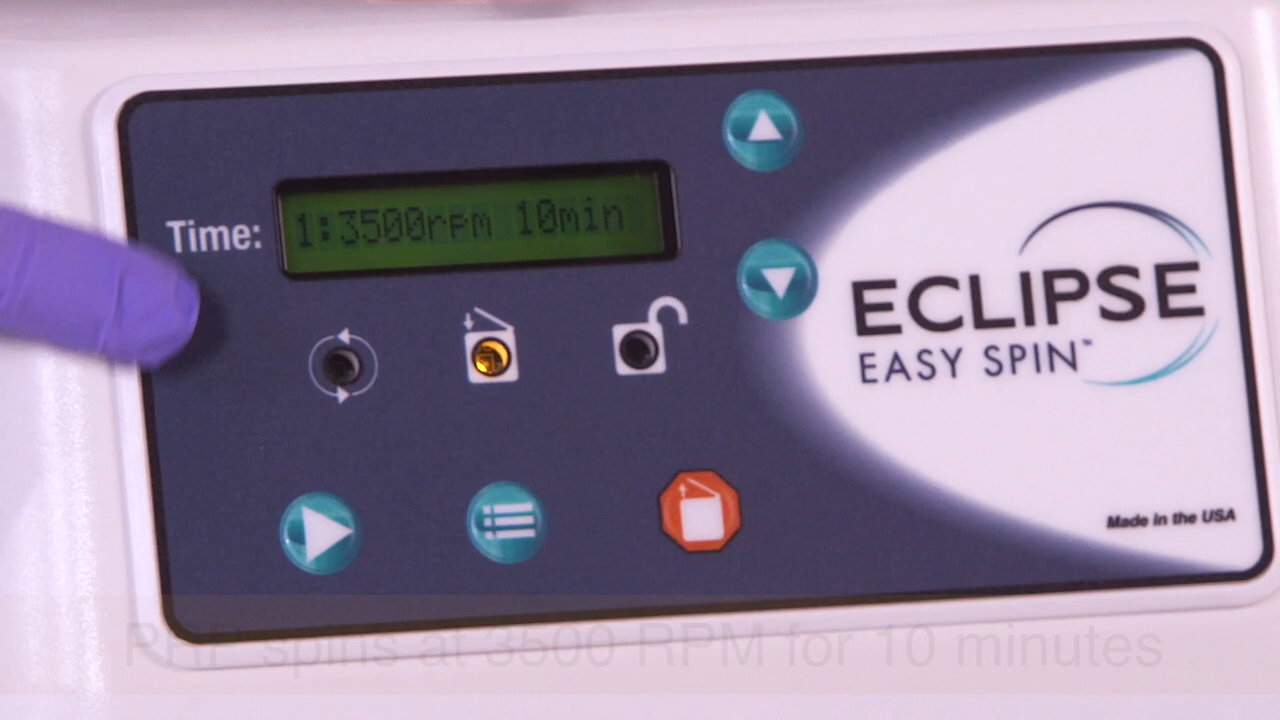 Time:
1:3500rpm 10min
ECLIPSE
EASY SPIN™
Made in the USA
spins at 3500 RPM for 10 minutes